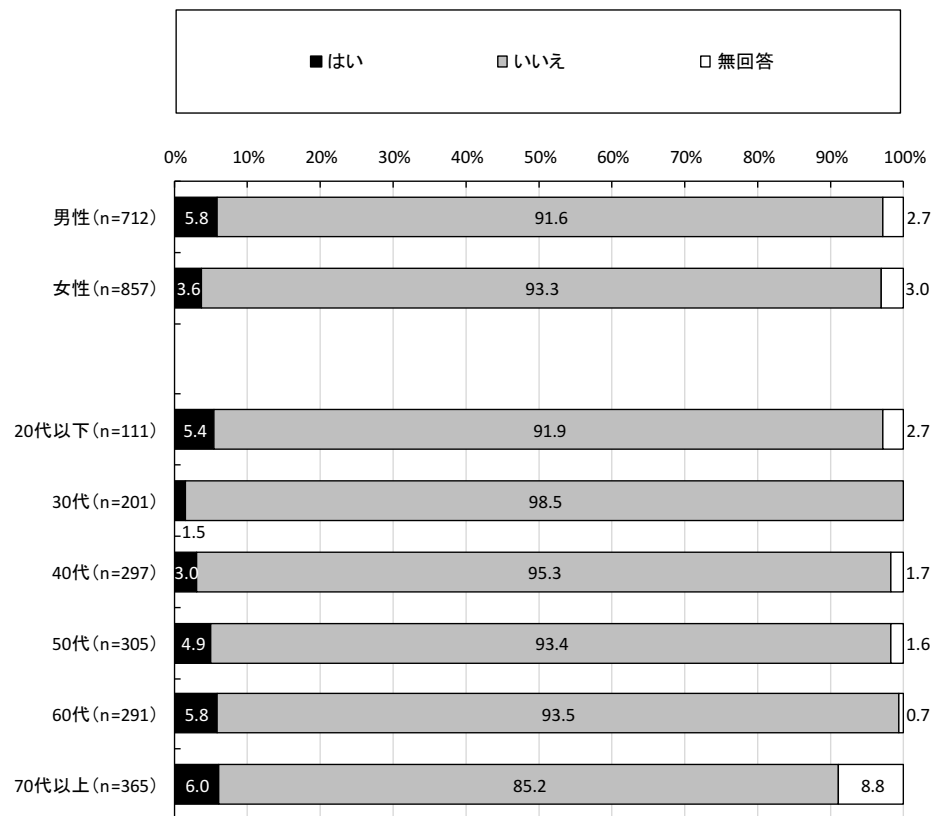 ■はい □いいえ □無回答
0% 10% 20% 30% 40% 50% 60% 70% 80% 90% 100%
男性(n=712) 5.8 91.6 2.7
女性(n=857) 3.6 93.3 3.0
20代以下(n=111) 5.4 91.9 2.7
30代(n=201) 98.5
1.5
40代(n=297) 3.0 95.3 1.7
50代(n=305) 4.9 93.4 1.6
60代(n=291) 5.8 93.5 0.7
70代以上(n=365) 6.0 85.2 8.8